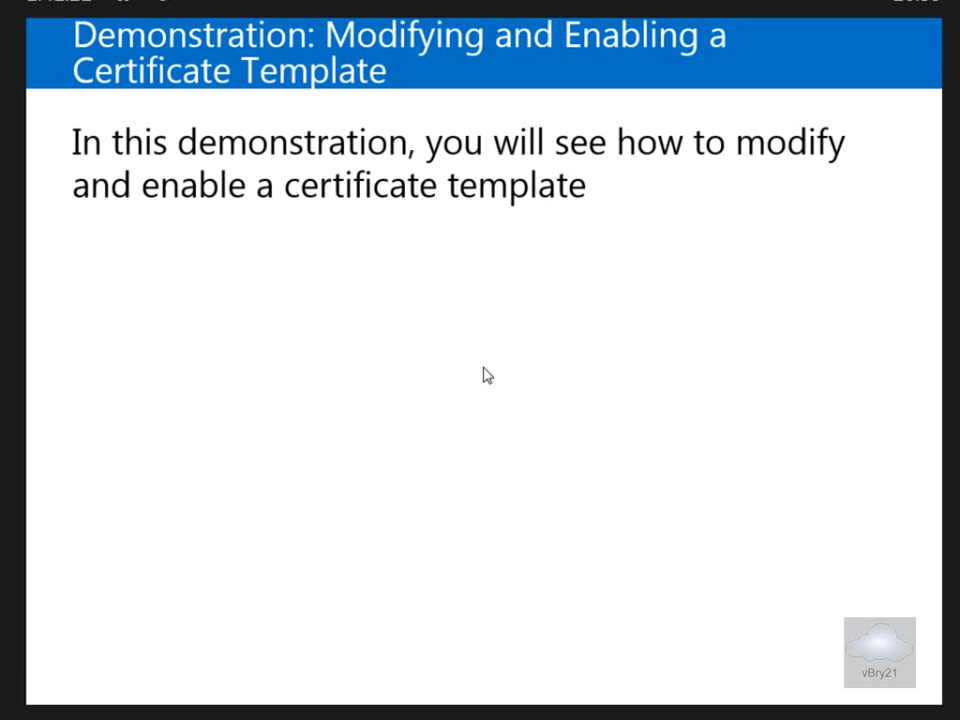 Demonstration: Modifying and Enabling a
Certificate Template
In this demonstration, you will see how to modify
and enable a certificate template
vBry21